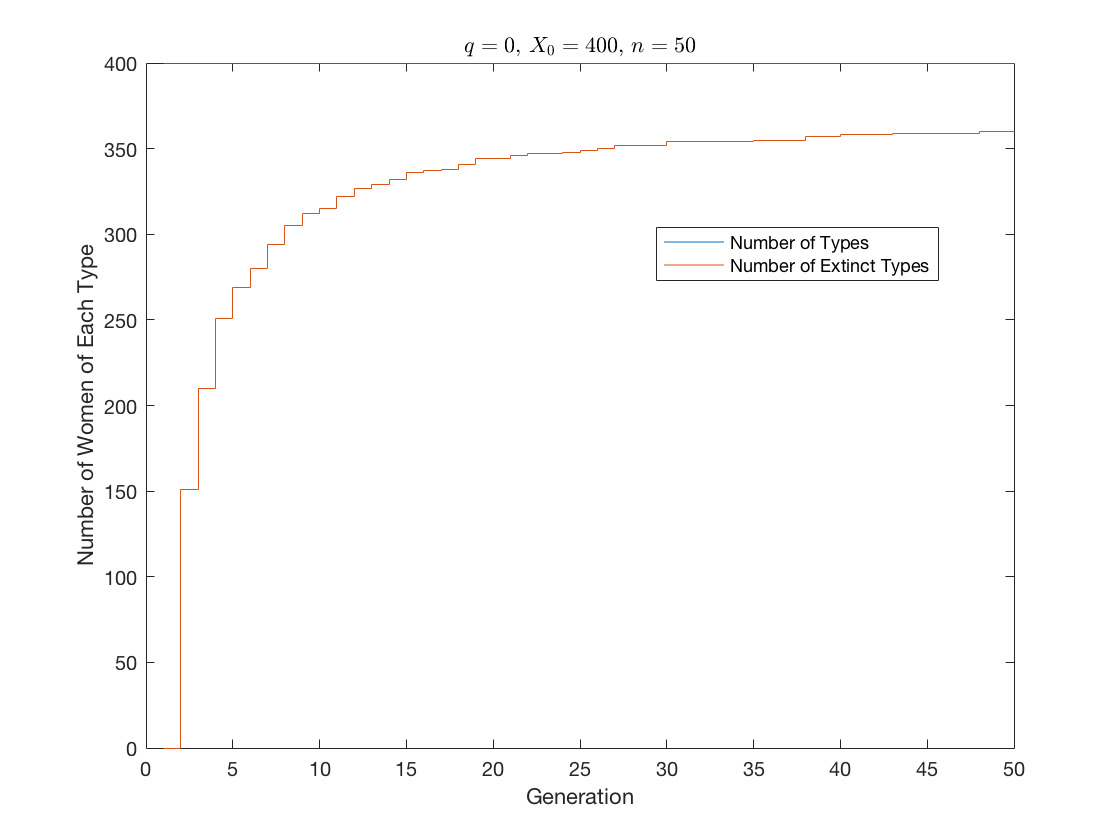 q = 0, X₀ = 400, n = 50
400
350
300
250
200
150
100
50
0
Number of Women of Each Type
Number of Types
Number of Extinct Types
0 5 10 15 20 25 30 35 40 45 50
Generation